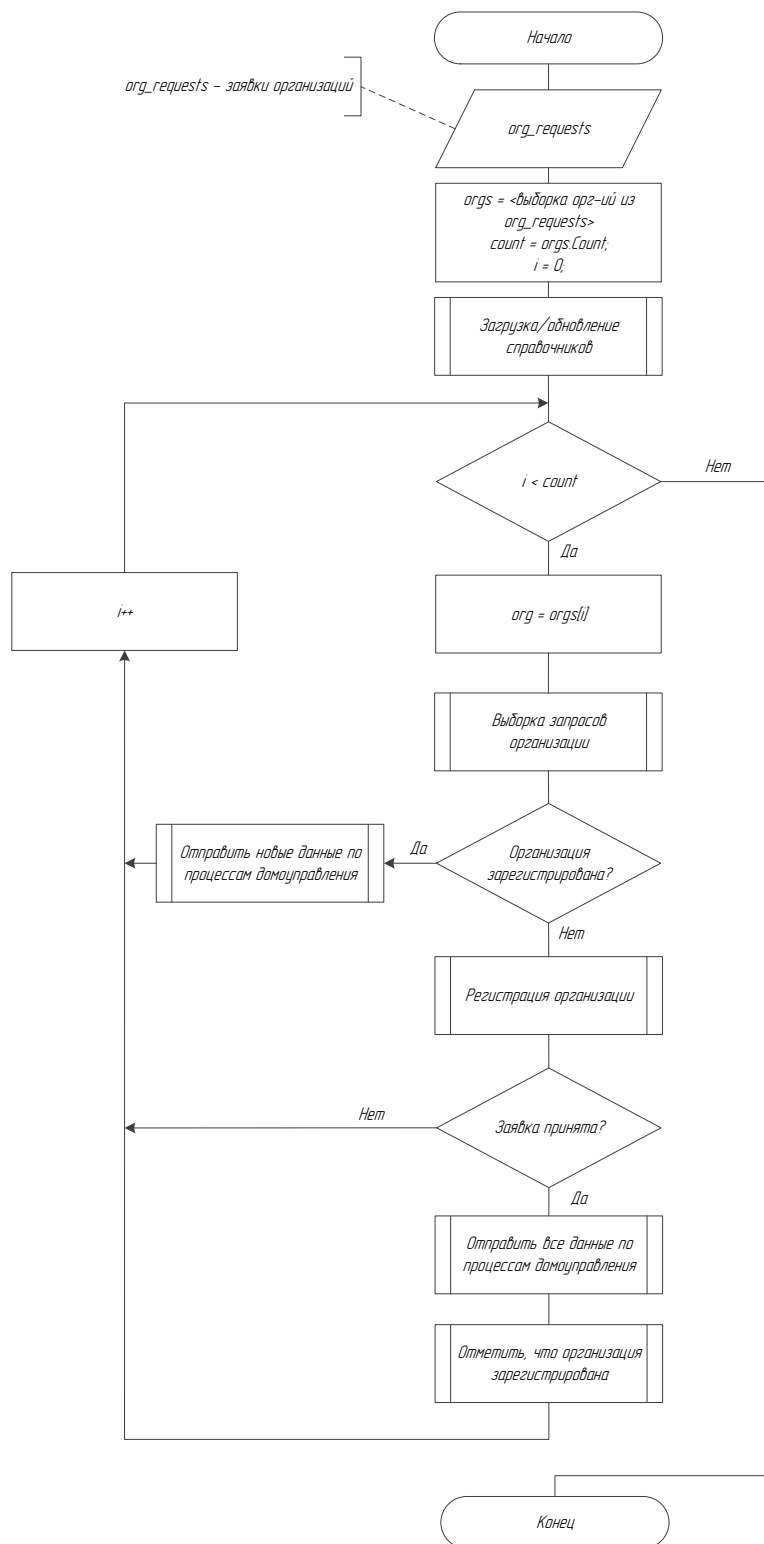 Начало
org_requests – заявки организаций
org_requests
orgs = <выборка орг-ий из
org_requests>
count = orgs.Count;
i = 0;
Загрузка/обновление
справочников
i < count
Нет
Да
i++
org = orgs[i]
Выборка запросов
организации
Отправить новые данные по
процессам домоуправления
Да
Организация
зарегистрирована?
Нет
Регистрация организации
Нет
Заявка принята?
Да
Отправить все данные по
процессам домоуправления
Отметить, что организация
зарегистрирована
Конец